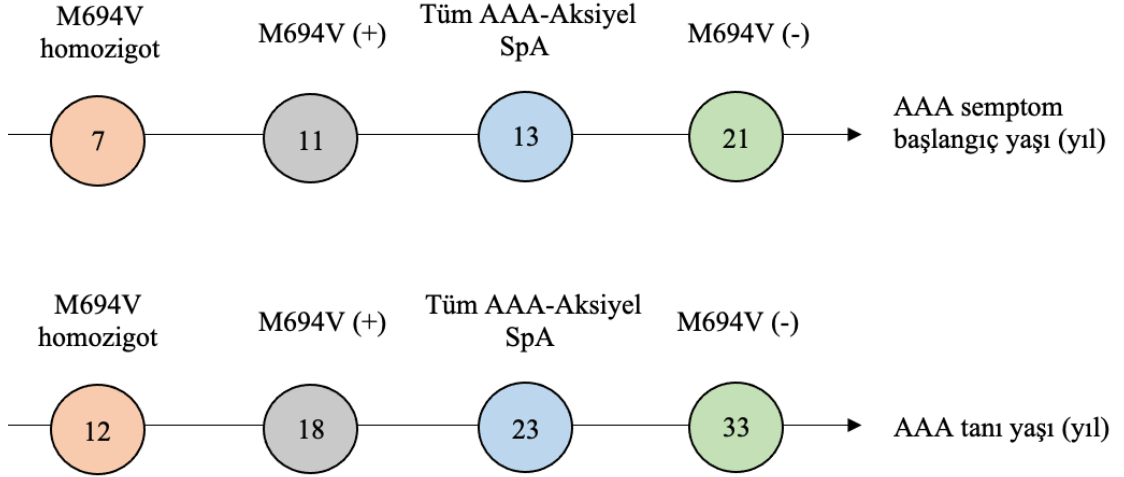 M694V
homozigot
M694V (+)
Tüm AAA-Aksiyel
SpA
M694V (-)
7
11
13
21
AAA semptom
başlangıç yaşı (yıl)
M694V
homozigot
M694V (+)
Tüm AAA-Aksiyel
SpA
M694V (-)
12
18
23
33
AAA tanı yaşı (yıl)